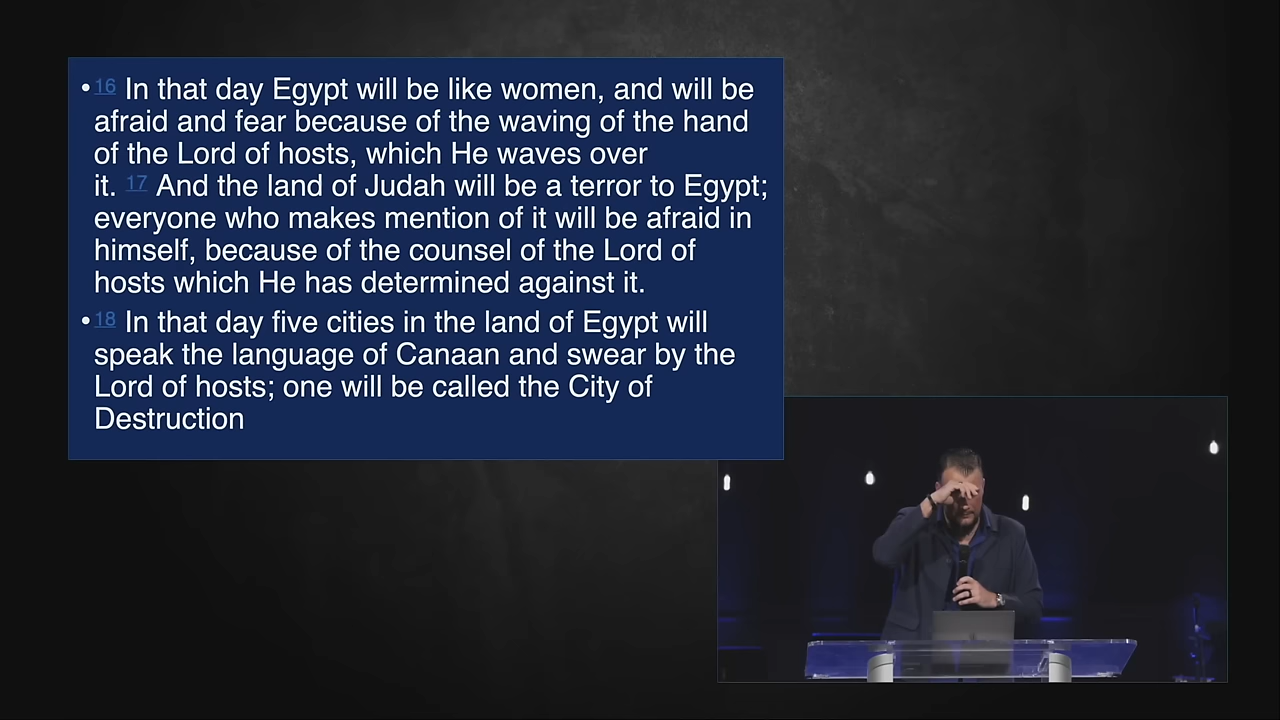 •16 In that day Egypt will be like women, and will be
afraid and fear because of the waving of the hand
of the Lord of hosts, which He waves over
it. 17 And the land of Judah will be a terror to Egypt;
everyone who makes mention of it will be afraid in
himself, because of the counsel of the Lord of
hosts which He has determined against it.
•18 In that day five cities in the land of Egypt will
speak the language of Canaan and swear by the
Lord of hosts; one will be called the City of
Destruction